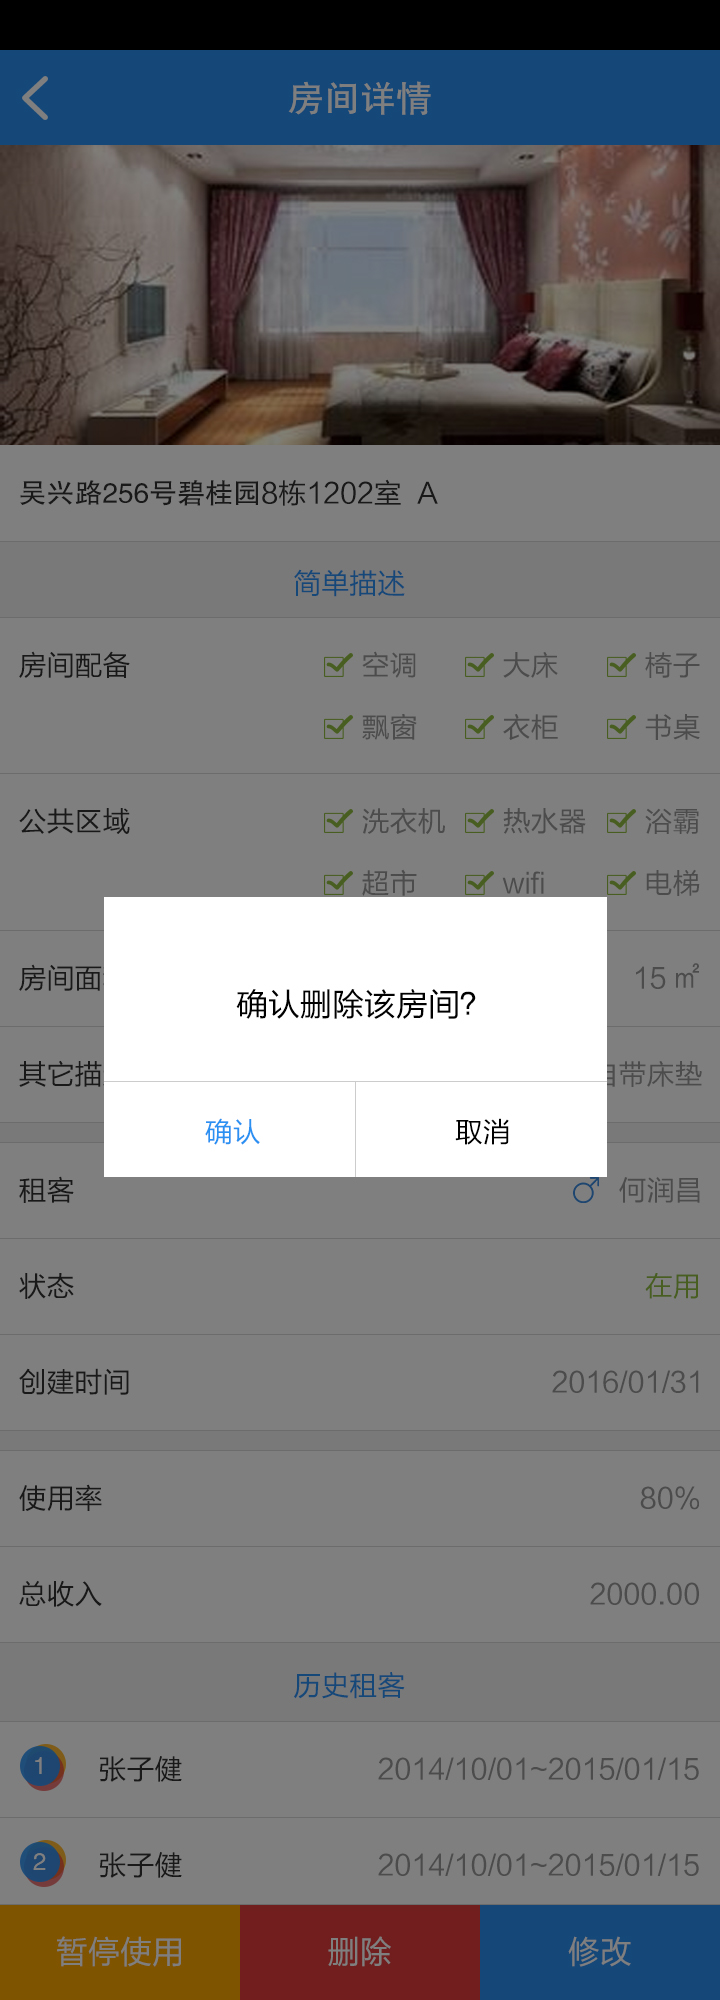 房间详情
吴兴路256号碧桂园8栋1202室 A
简单描述
房间配备 空调 大床 椅子
飘窗 衣柜 书桌
公共区域 洗衣机 热水器 浴霸
超市 wifi 电梯
房间面 15 ㎡
其它描 自带床垫
确认删除该房间?
确认 取消
租客 何润昌
状态 在用
创建时间 2016/01/31
使用率 80%
总收入 2000.00
历史租客
1 张子健 2014/10/01~2015/01/15
2 张子健 2014/10/01~2015/01/15
暂停使用 删除 修改